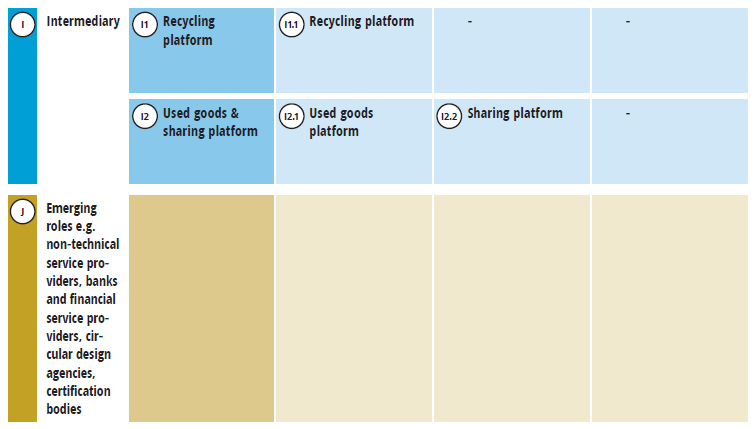 I
Intermediary
I1
Recycling
platform
I1.1
Recycling platform
-
-
I2
Used goods &
sharing platform
I2.1
Used goods
platform
I2.2
Sharing platform
-
J
Emerging
roles e.g.
non-technical
service pro-
viders, banks
and financial
service pro-
viders, cir-
cular design
agencies,
certification
bodies